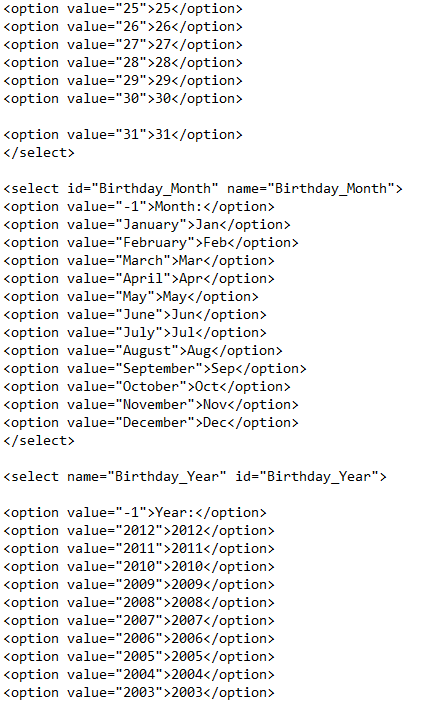 <option value="25">25</option>
<option value="26">26</option>
<option value="27">27</option>
<option value="28">28</option>
<option value="29">29</option>
<option value="30">30</option>
<option value="31">31</option>
</select>
<select id="Birthday_Month" name="Birthday_Month">
<option value="-1">Month:</option>
<option value="January">Jan</option>
<option value="February">Feb</option>
<option value="March">Mar</option>
<option value="April">Apr</option>
<option value="May">May</option>
<option value="June">Jun</option>
<option value="July">Jul</option>
<option value="August">Aug</option>
<option value="September">Sep</option>
<option value="October">Oct</option>
<option value="November">Nov</option>
<option value="December">Dec</option>
</select>
<select name="Birthday_Year" id="Birthday_Year">
<option value="-1">Year:</option>
<option value="2012">2012</option>
<option value="2011">2011</option>
<option value="2010">2010</option>
<option value="2009">2009</option>
<option value="2008">2008</option>
<option value="2007">2007</option>
<option value="2006">2006</option>
<option value="2005">2005</option>
<option value="2004">2004</option>
<option value="2003">2003</option>